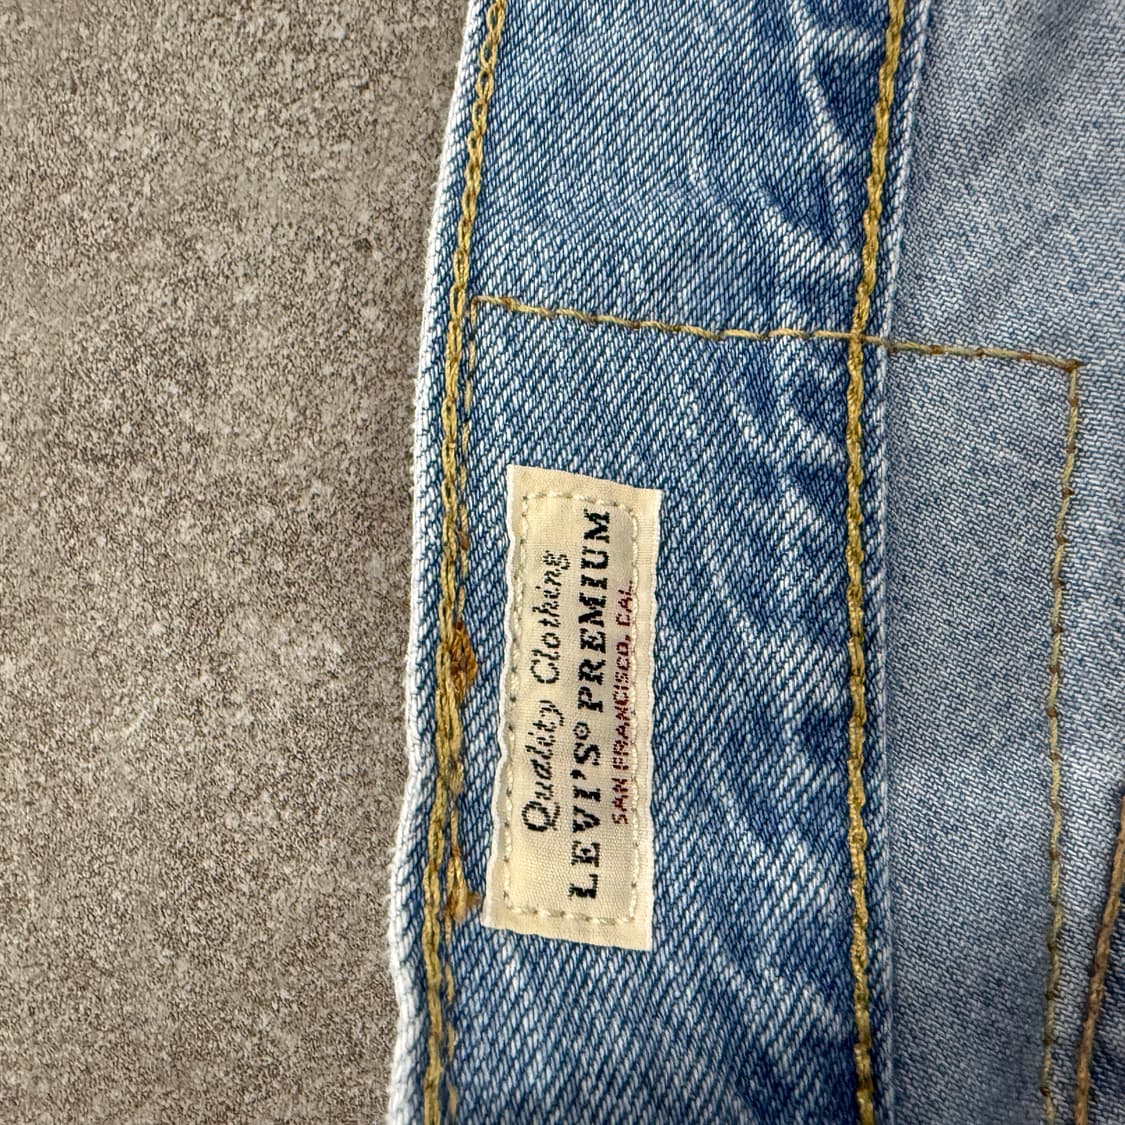 Quality Clothing
LEVI'S® PREMIUM
SAN FRANCISCO, CAL.